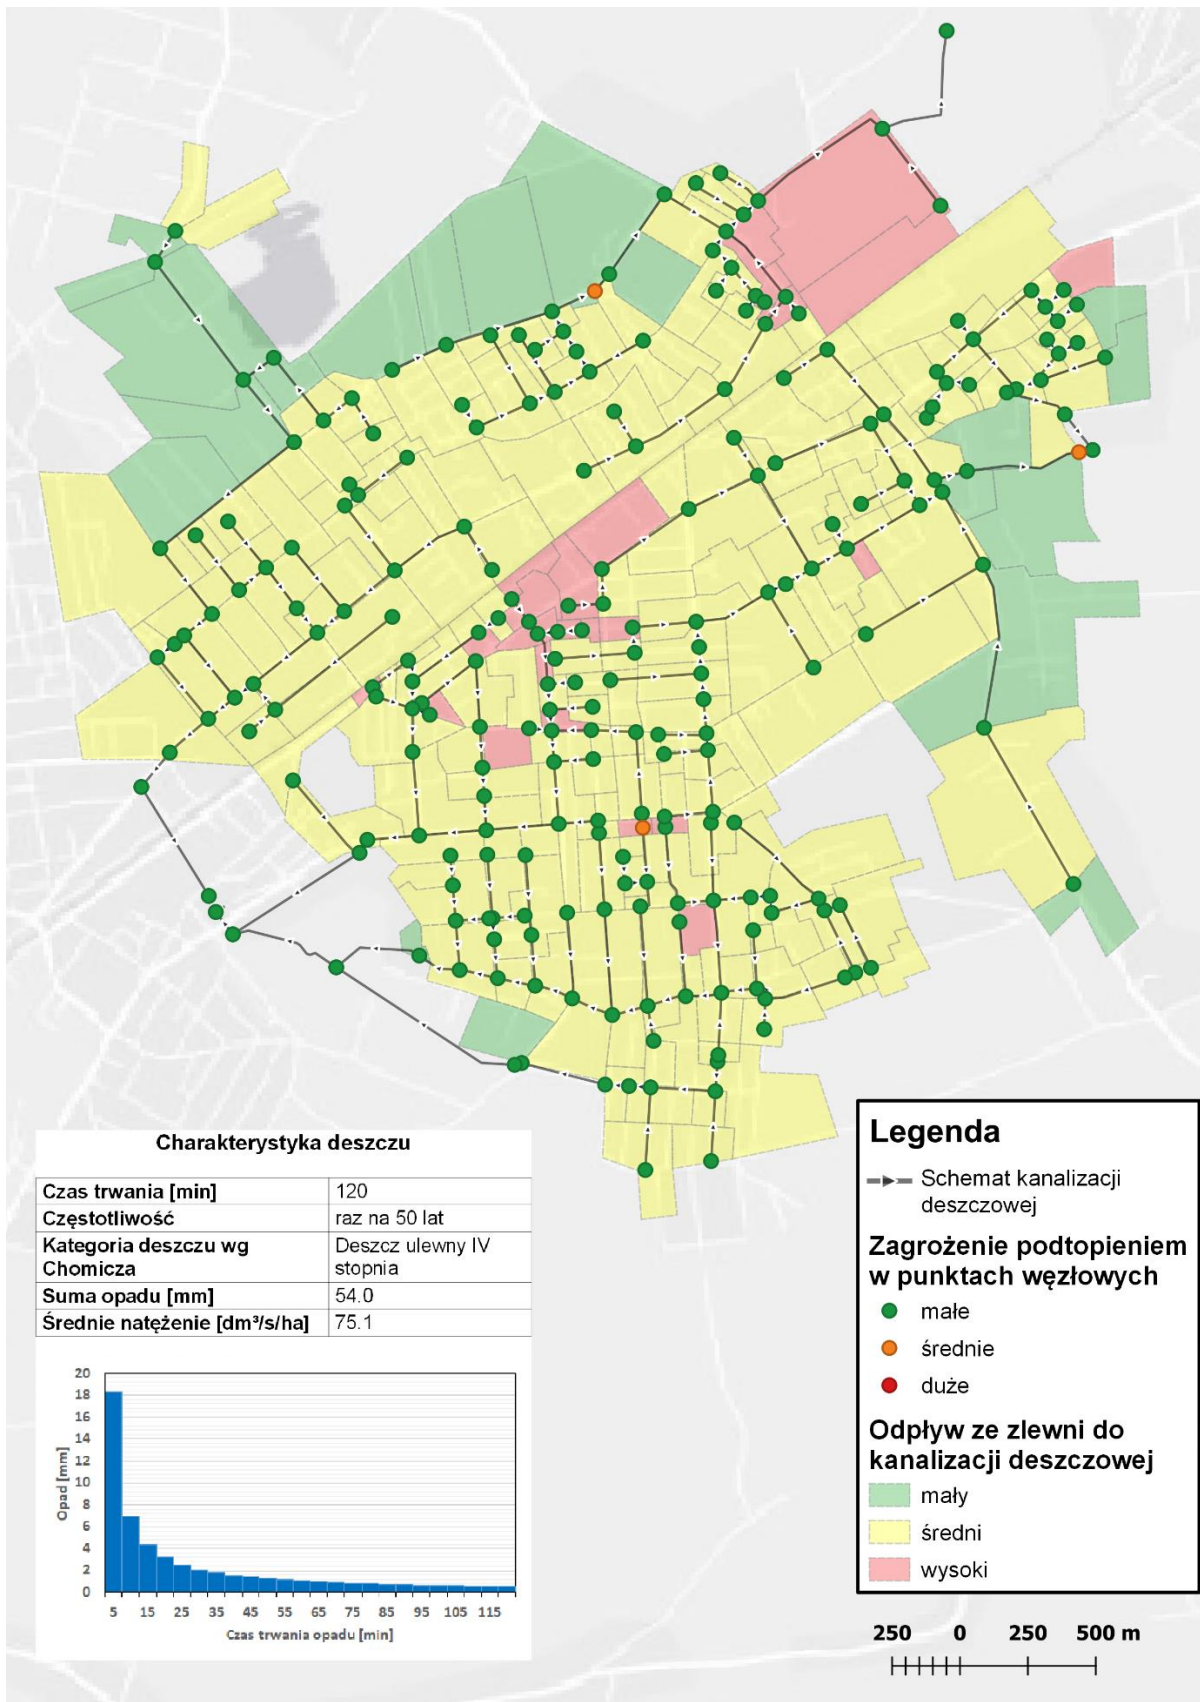 Charakterystyka deszczu
Czas trwania [min] 120
Częstotliwość raz na 50 lat
Kategoria deszczu wg Chomicza Deszcz ulewny IV stopnia
Suma opadu [mm] 54.0
Średnie natężenie [dm³/s/ha] 75.1
20
18
16
14
12
10
8
6
4
2
0
Opad [mm]
5 15 25 35 45 55 65 75 85 95 105 115
Czas trwania opadu [min]
Legenda
Schemat kanalizacji
deszczowej
Zagrożenie podtopieniem
w punktach węzłowych
małe
średnie
duże
Odpływ ze zlewni do
kanalizacji deszczowej
mały
średni
wysoki
250 0 250 500 m